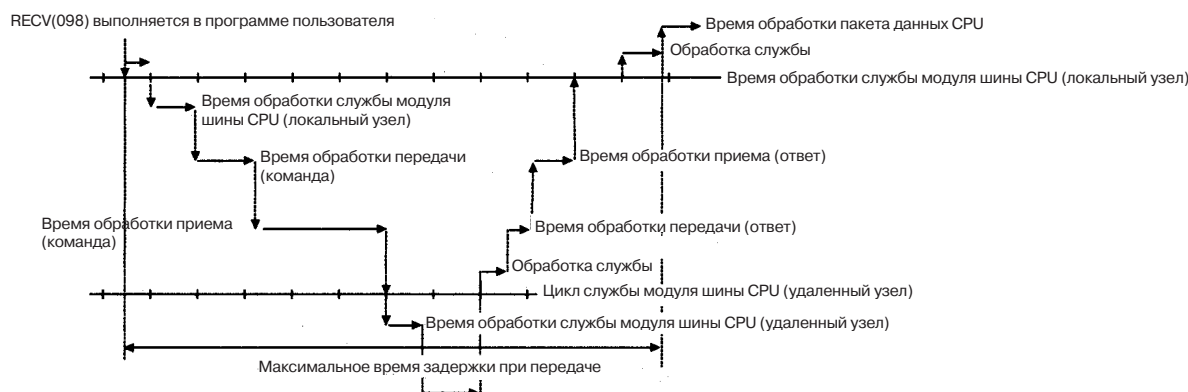 RECV(098) выполняется в программе пользователя
Время обработки пакета данных CPU
Обработка службы
Время обработки службы модуля шины CPU (локальный узел)
Время обработки службы модуля
шины CPU (локальный узел)
Время обработки передачи
(команда)
Время обработки приема (ответ)
Время обработки приема
(команда)
Время обработки передачи (ответ)
Обработка службы
Цикл службы модуля шины CPU (удаленный узел)
Время обработки службы модуля шины CPU (удаленный узел)
Максимальное время задержки при передаче